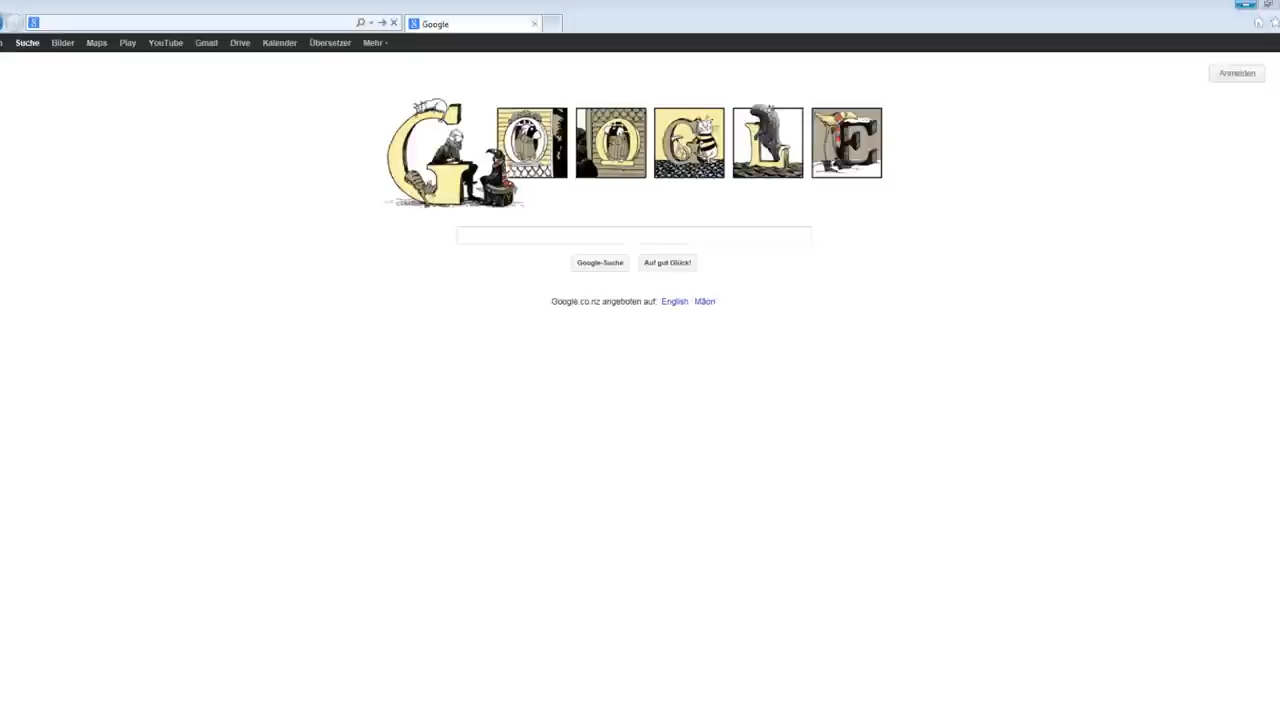 Google
Suche Bilder Maps Play YouTube Gmail Drive Kalender Übersetzer Mehr
Anmelden
GOOGLE
Google-Suche Auf gut Glück!
Google.co.nz angeboten auf: English Māori